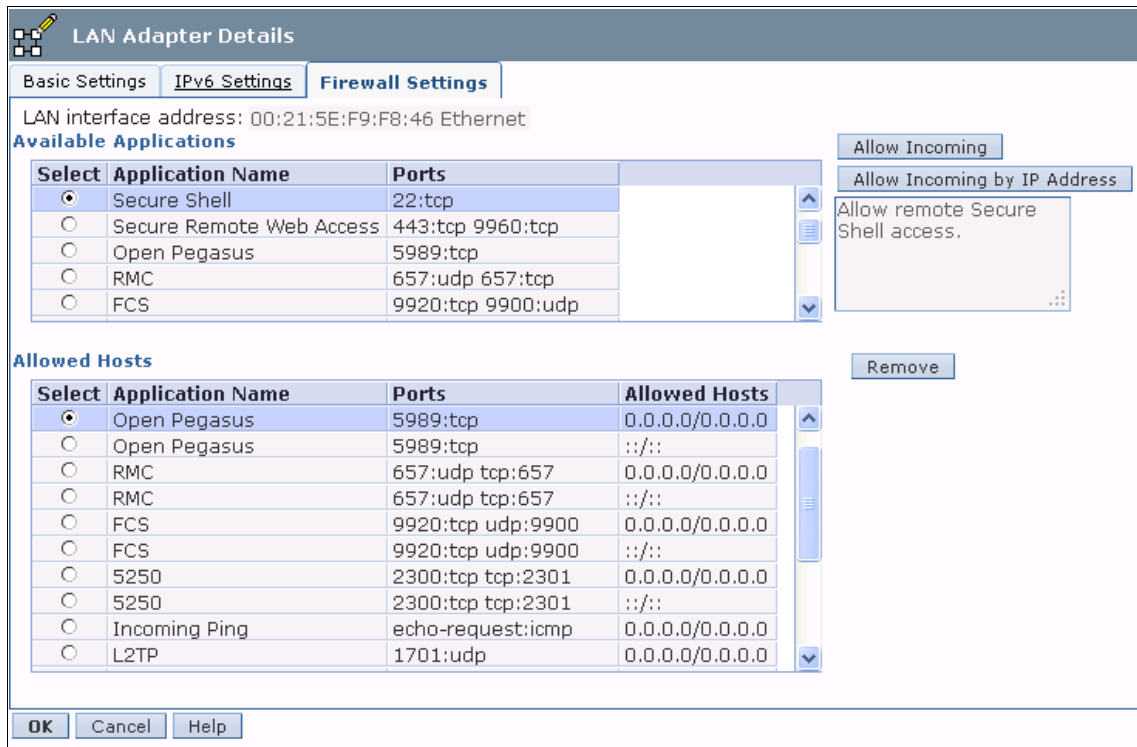 LAN Adapter Details
Basic Settings IPv6 Settings Firewall Settings
LAN interface address: 00:21:5E:F9:F8:46 Ethernet
Available Applications
Allow Incoming
Select Application Name Ports
Allow Incoming by IP Address
Secure Shell 22:tcp
Allow remote Secure
Shell access.
Secure Remote Web Access 443:tcp 9960:tcp
Open Pegasus 5989:tcp
RMC 657:udp 657:tcp
FCS 9920:tcp 9900:udp
Allowed Hosts
Remove
Select Application Name Ports Allowed Hosts
Open Pegasus 5989:tcp 0.0.0.0/0.0.0.0
Open Pegasus 5989:tcp ::/::
RMC 657:udp tcp:657 0.0.0.0/0.0.0.0
RMC 657:udp tcp:657 ::/::
FCS 9920:tcp udp:9900 0.0.0.0/0.0.0.0
FCS 9920:tcp udp:9900 ::/::
5250 2300:tcp tcp:2301 0.0.0.0/0.0.0.0
5250 2300:tcp tcp:2301 ::/::
Incoming Ping echo-request:icmp 0.0.0.0/0.0.0.0
L2TP 1701:udp 0.0.0.0/0.0.0.0
OK Cancel Help